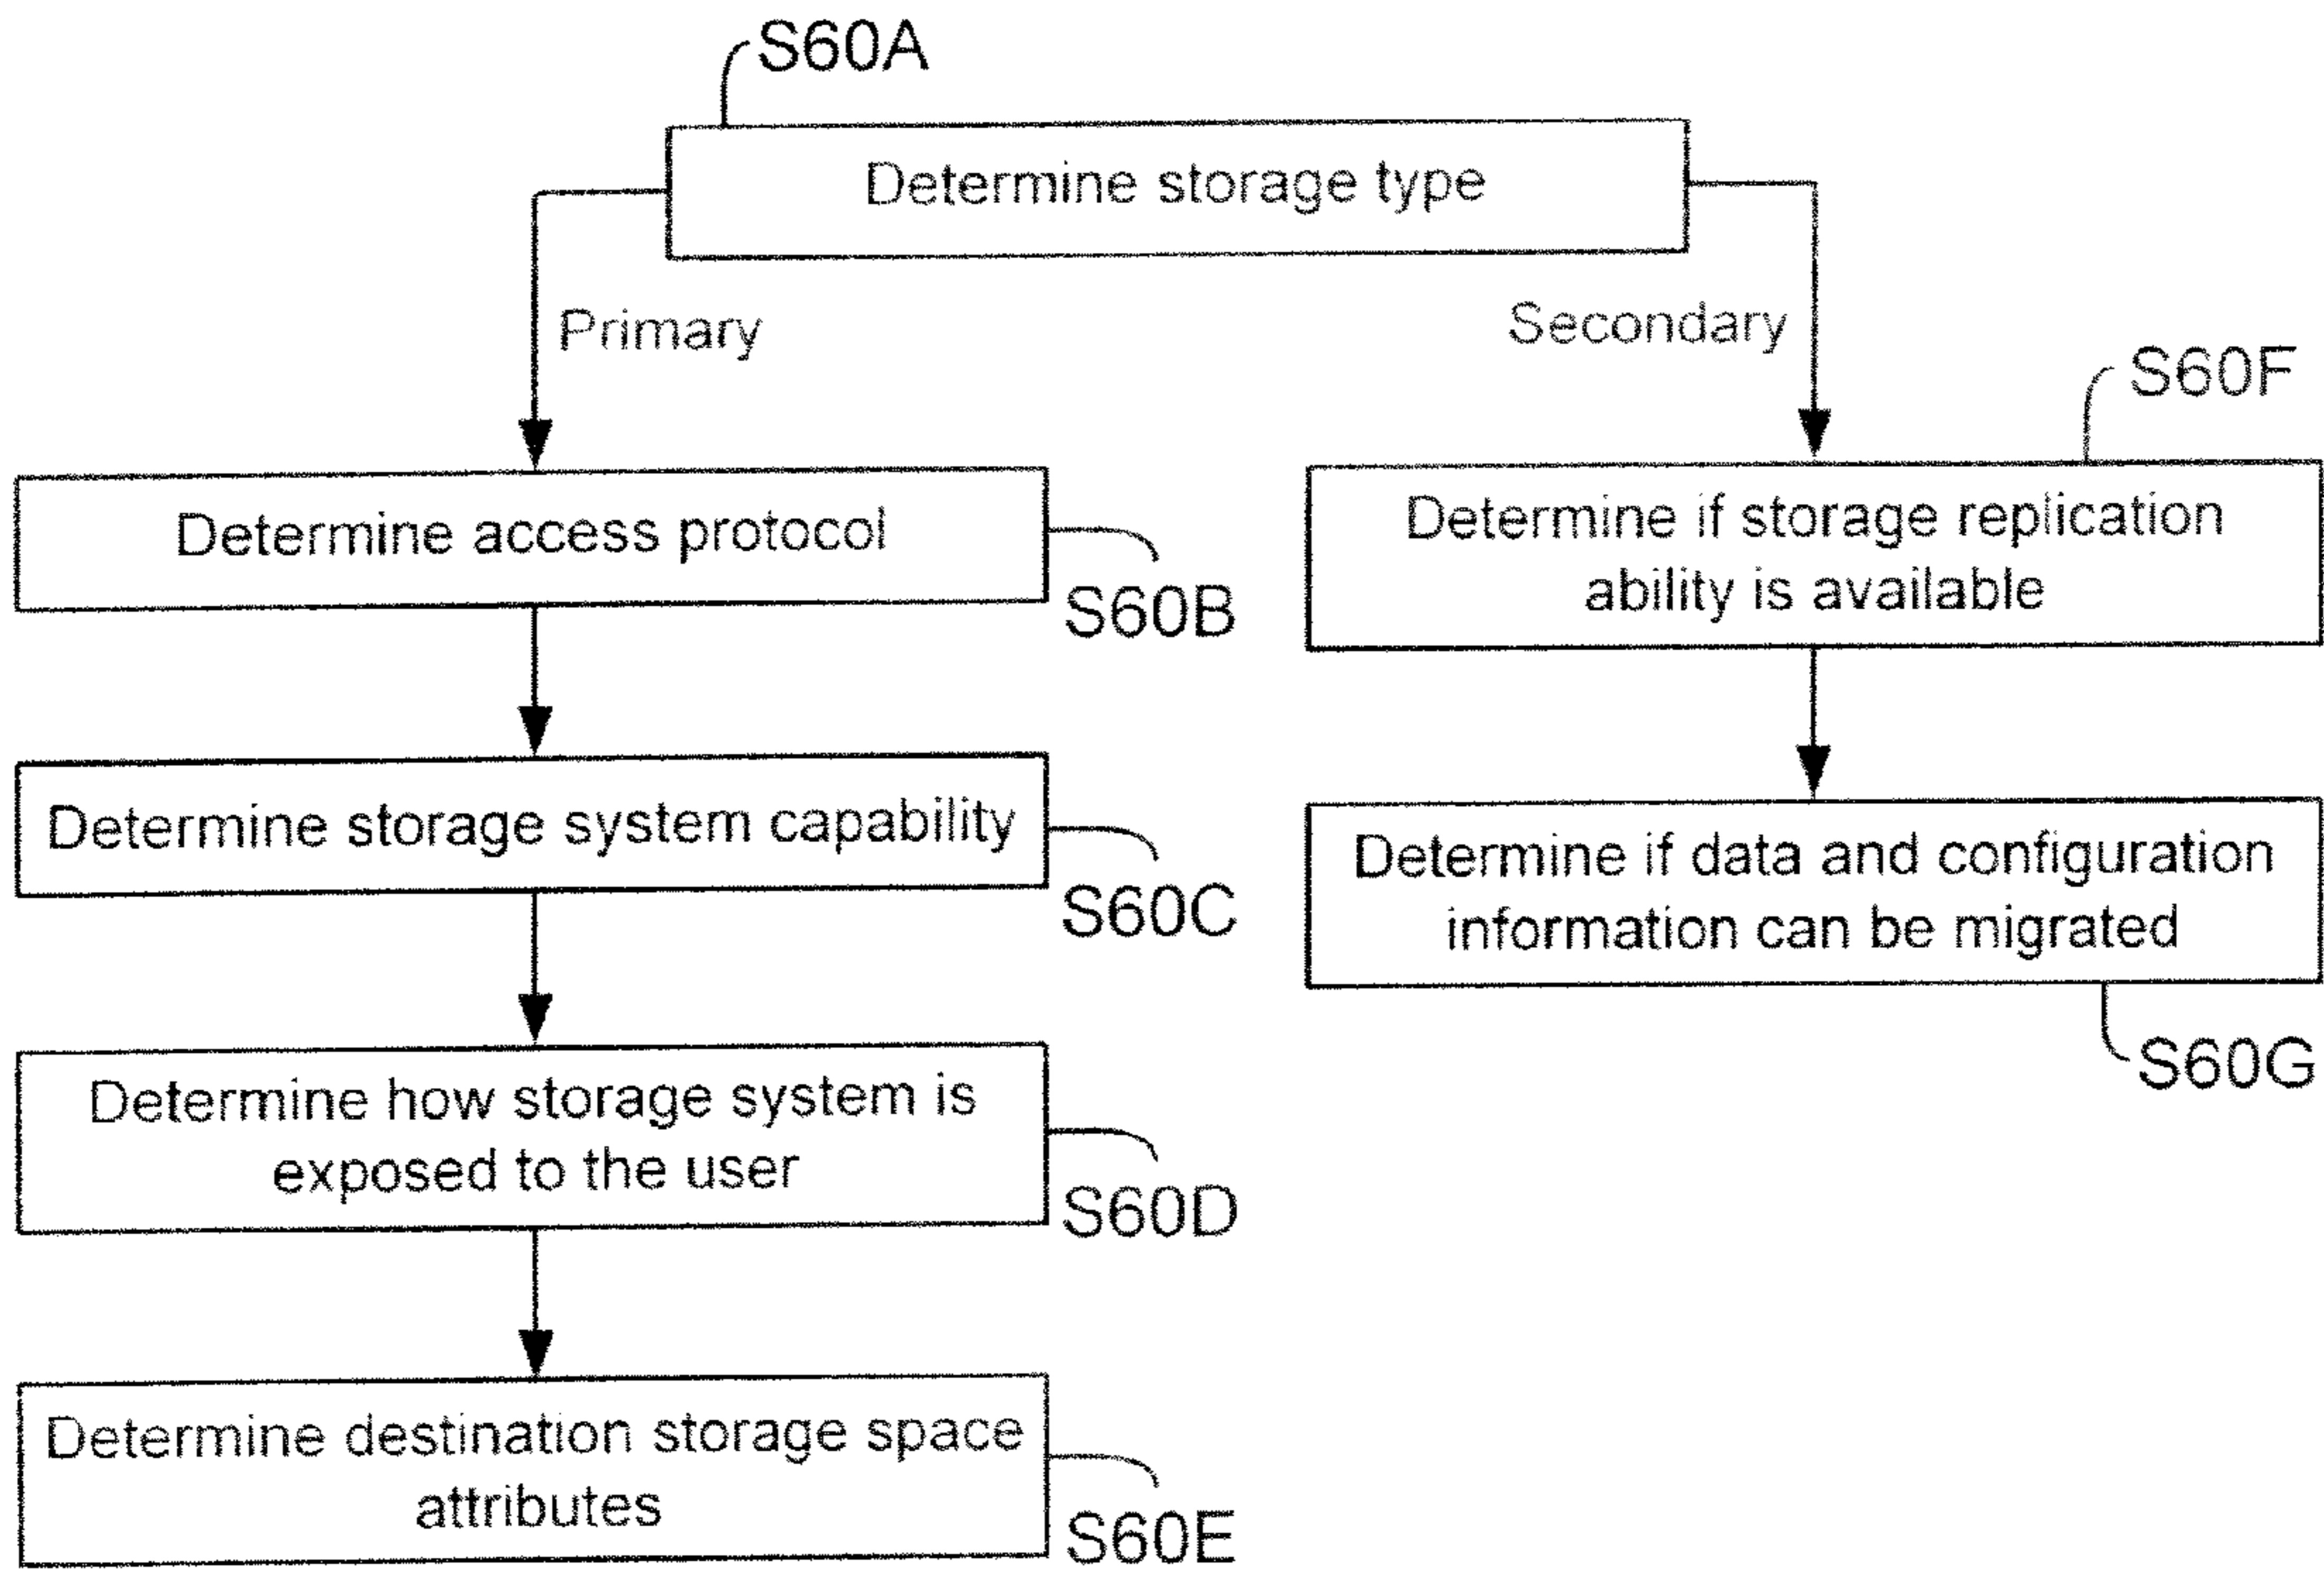 S60A
Determine storage type
Primary
Secondary
S60F
Determine access protocol
S60B
Determine if storage replication
ability is available
Determine storage system capability
S60C
Determine if data and configuration
information can be migrated
S60G
Determine how storage system is
exposed to the user
S60D
Determine destination storage space
attributes
S60E